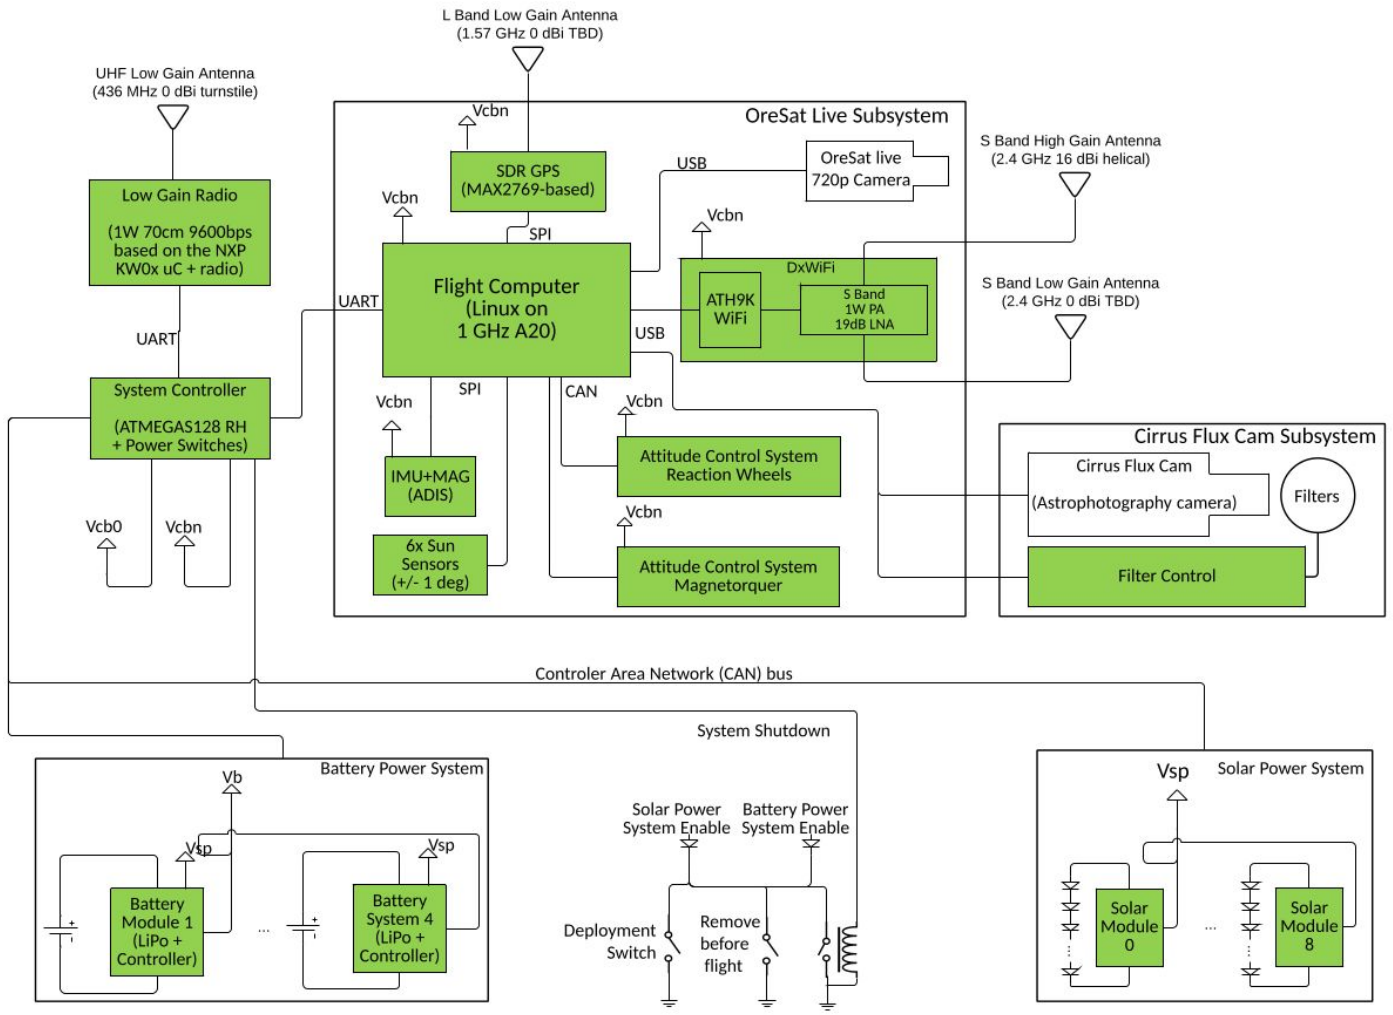 L Band Low Gain Antenna
(1.57 GHz 0 dBi TBD)
UHF Low Gain Antenna
(436 MHz 0 dBi turnstile)
Vcbn
OreSat Live Subsystem
S Band High Gain Antenna
(2.4 GHz 16 dBi helical)
SDR GPS
(MAX2769-based)
USB
OreSat live
720p Camera
Low Gain Radio
(1W 70cm 9600bps
based on the NXP
KW0x uC + radio)
Vcbn
SPI
Vcbn
DxWiFi
S Band Low Gain Antenna
(2.4 GHz 0 dBi TBD)
Flight Computer
(Linux on
1 GHz A20)
ATH9K
WiFi
S Band
1W PA
19dB LNA
UART
UART
USB
System Controller
(ATMEGAS128 RH
+ Power Switches)
SPI
CAN
Vcbn
Vcbn
Cirrus Flux Cam Subsystem
IMU+MAG
(ADIS)
Attitude Control System
Reaction Wheels
Cirrus Flux Cam
(Astrophotography camera)
Filters
Vcb0
Vcbn
Vcbn
6x Sun
Sensors
(+/- 1 deg)
Attitude Control System
Magnetorquer
Filter Control
Controler Area Network (CAN) bus
System Shutdown
Battery Power System
Vb
Vsp
Solar Power System
Solar Power
System Enable
Battery Power
System Enable
Vsp
Vsp
Battery
Module 1
(LiPo +
Controller)
+
...
+
Battery
System 4
(LiPo +
Controller)
Deployment
Switch
Remove
before
flight
Solar
Module
0
...
Solar
Module
8